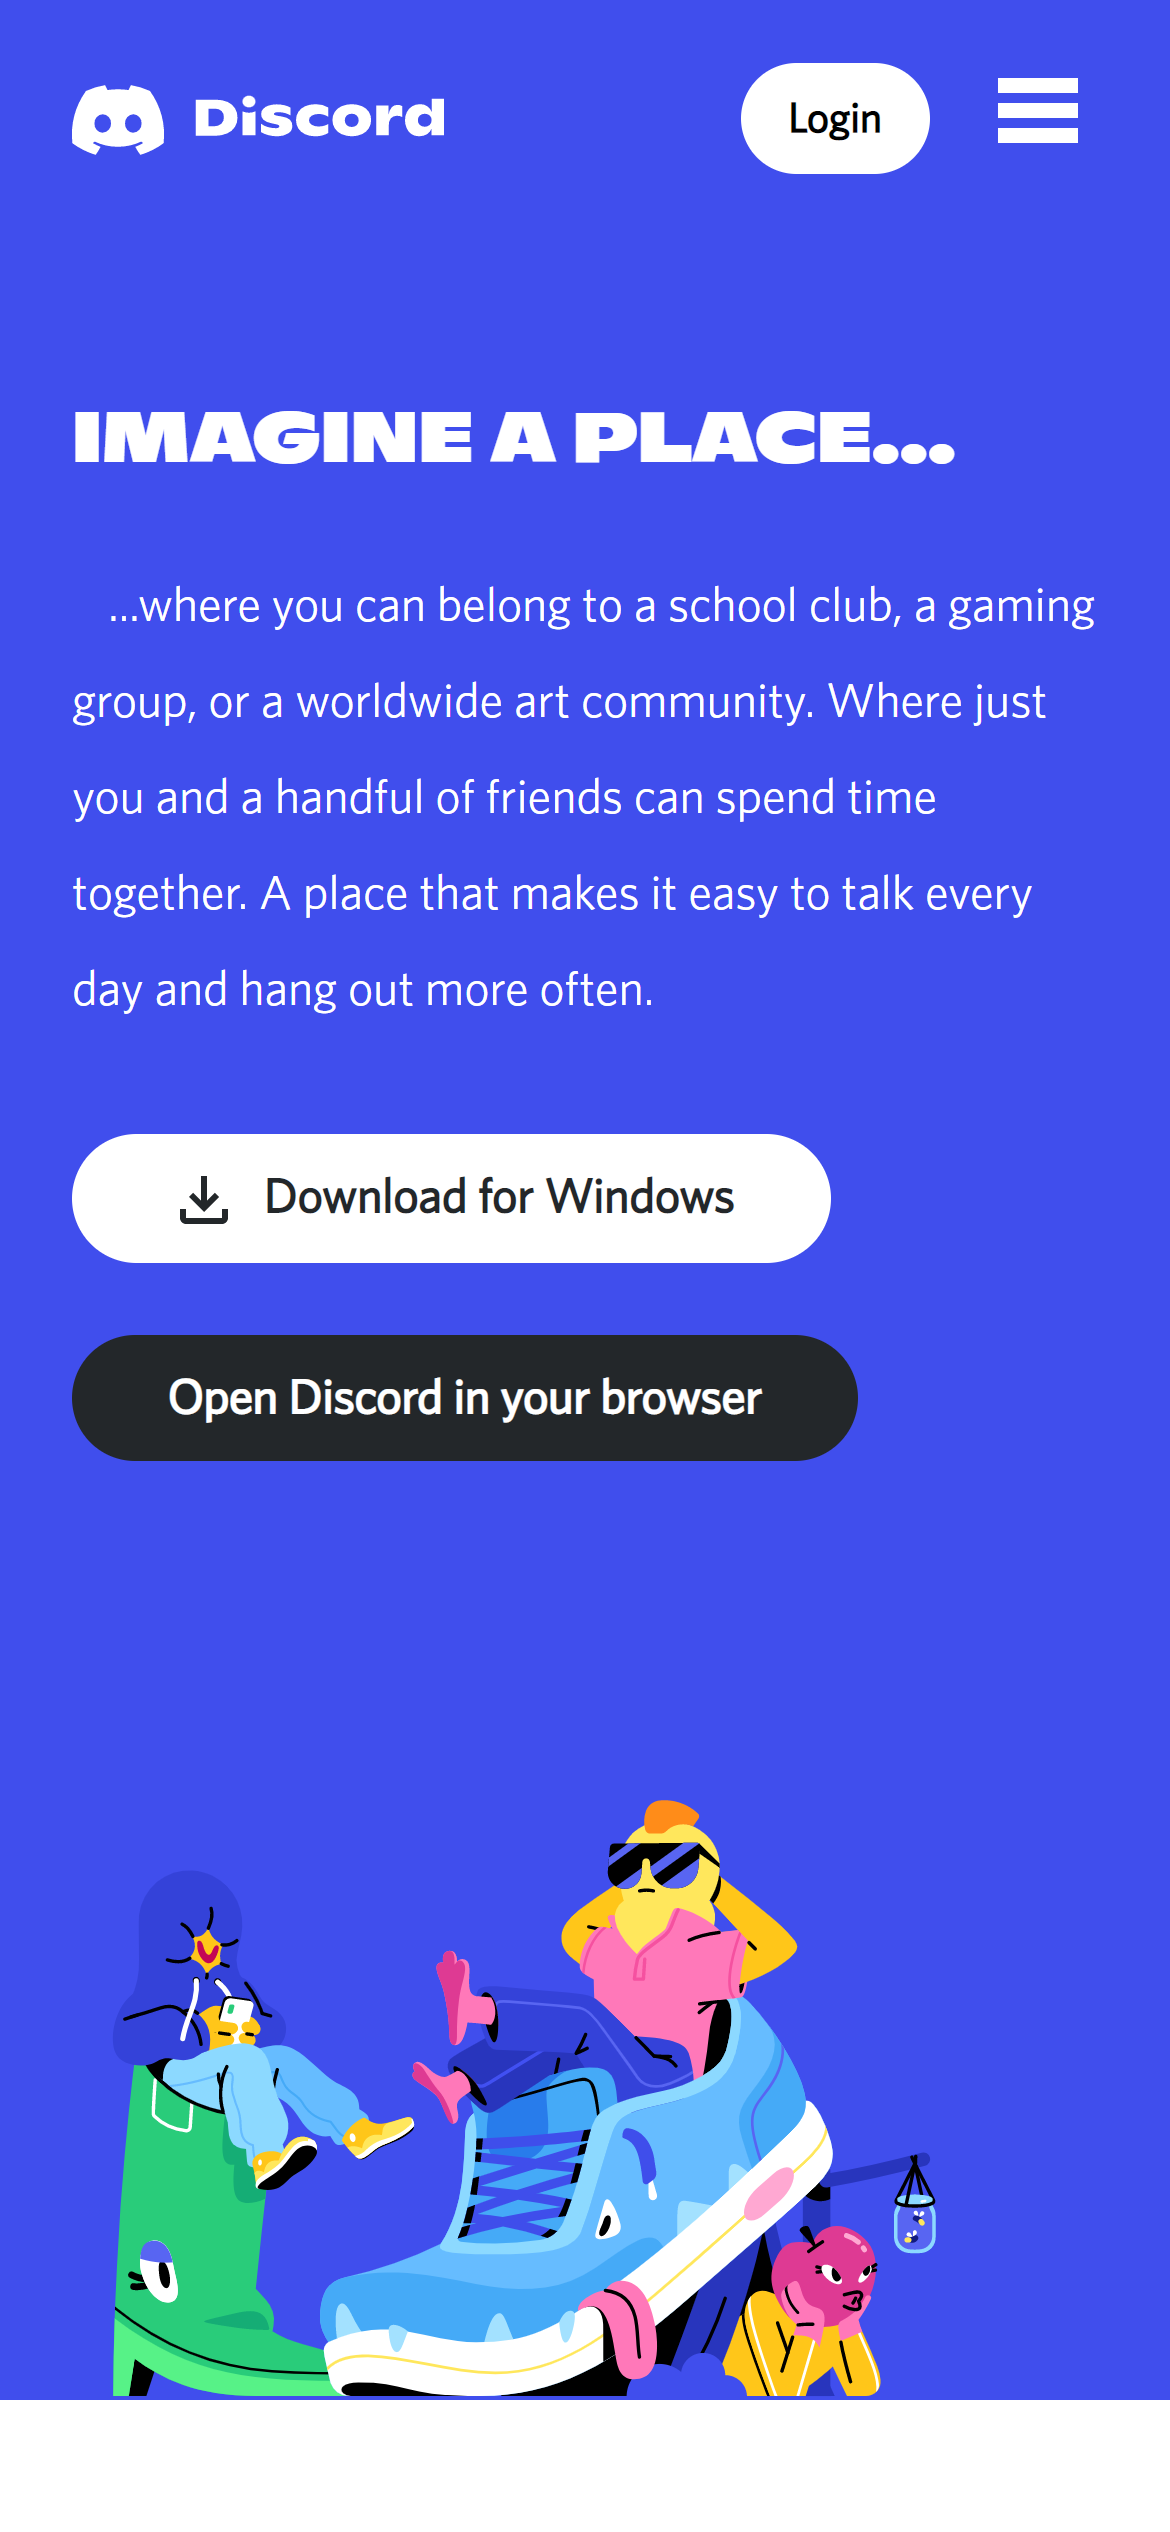 Discord
Login
IMAGINE A PLACE...
...where you can belong to a school club, a gaming
group, or a worldwide art community. Where just
you and a handful of friends can spend time
together. A place that makes it easy to talk every
day and hang out more often.
Download for Windows
Open Discord in your browser